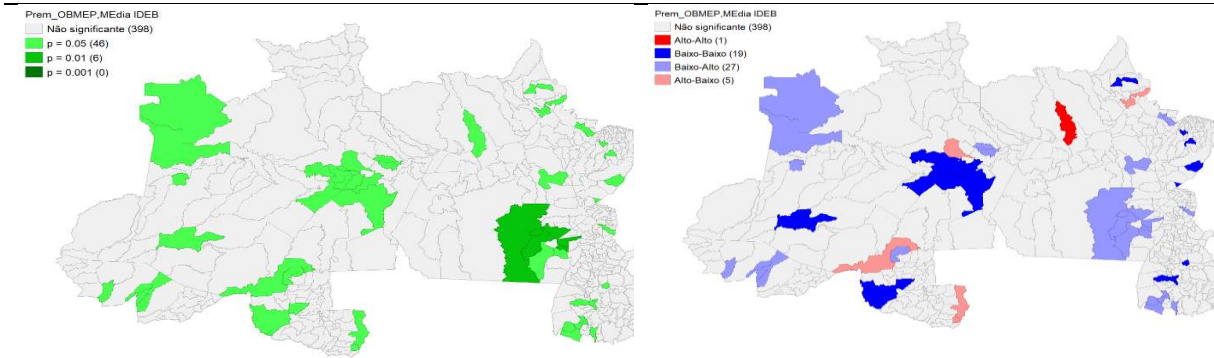 Prem_OBMEP,MEdia IDEB
Não significante (398)
p = 0.05 (46)
p = 0.01 (6)
p = 0.001 (0)
Prem_OBMEP,MEdia IDEB
Não significante (398)
Alto-Alto (1)
Baixo-Baixo (19)
Baixo-Alto (27)
Alto-Baixo (5)